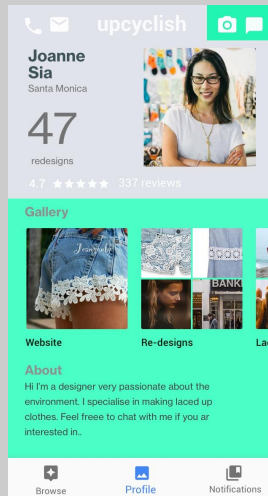 upcyclish
Joanne
Sia
Santa Monica
47
redesigns
4.7 ★★★★★ 337 reviews
Gallery
Jeanzanity
BANK
Website
Re-designs
La
About
Hi I'm a designer very passionate about the
environment. I specialise in making laced up
clothes. Feel freee to chat with me if you ar
interested in..
Browse
Profile
Notifications